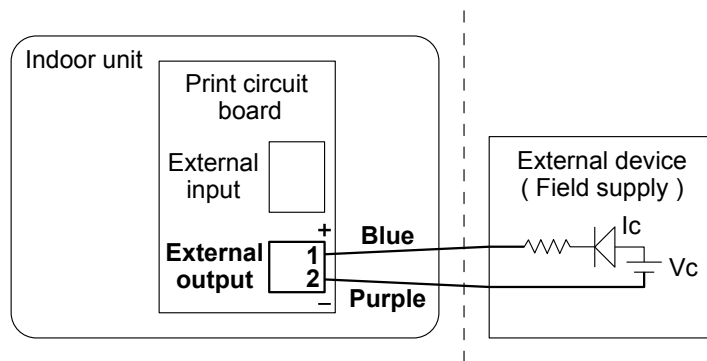 Indoor unit
Print circuit
board
External
input
+
External
output
1
2
–
Blue
Purple
External device
( Field supply )
Ic
Vc